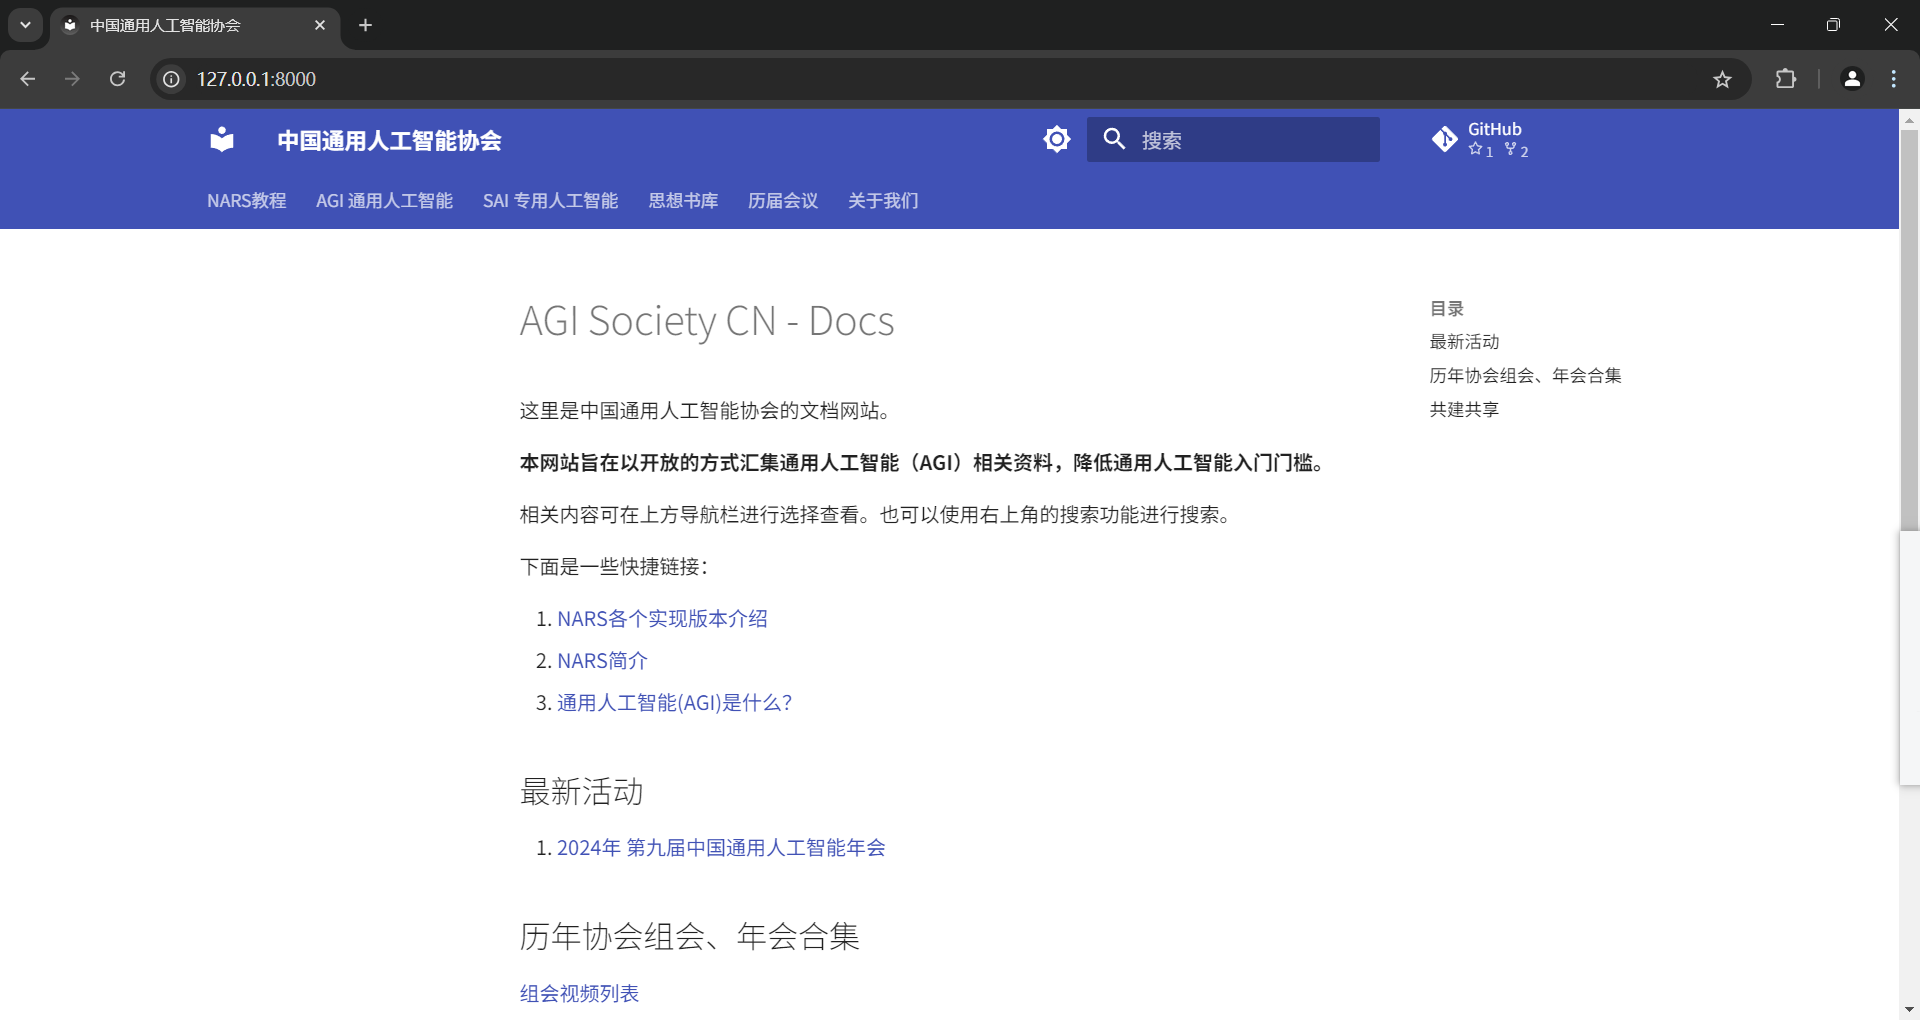 中国通用人工智能协会
127.0.0.1:8000
中国通用人工智能协会
搜索
GitHub
1 2
NARS教程 AGI 通用人工智能 SAI 专用人工智能 思想书库 历届会议 关于我们
AGI Society CN - Docs
这里是中国通用人工智能协会的文档网站。
本网站旨在以开放的方式汇集通用人工智能（AGI）相关资料，降低通用人工智能入门门槛。
相关内容可在上方导航栏进行选择查看。也可以使用右上角的搜索功能进行搜索。
下面是一些快捷链接：
1. NARS各个实现版本介绍
2. NARS简介
3. 通用人工智能(AGI)是什么？
最新活动
1. 2024年 第九届中国通用人工智能年会
历年协会组会、年会合集
组会视频列表
目录
最新活动
历年协会组会、年会合集
共建共享